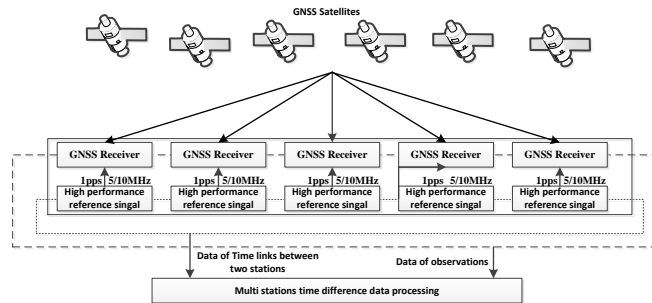 GNSS Satellites
GNSS Receiver GNSS Receiver GNSS Receiver GNSS Receiver GNSS Receiver
1pps 5/10MHz 1pps 5/10MHz 1pps 5/10MHz 1pps 5/10MHz 1pps 5/10MHz
High performance High performance High performance High performance High performance
reference singal reference singal reference singal reference singal reference singal
Data of Time links between
two stations
Data of observations
Multi stations time difference data processing